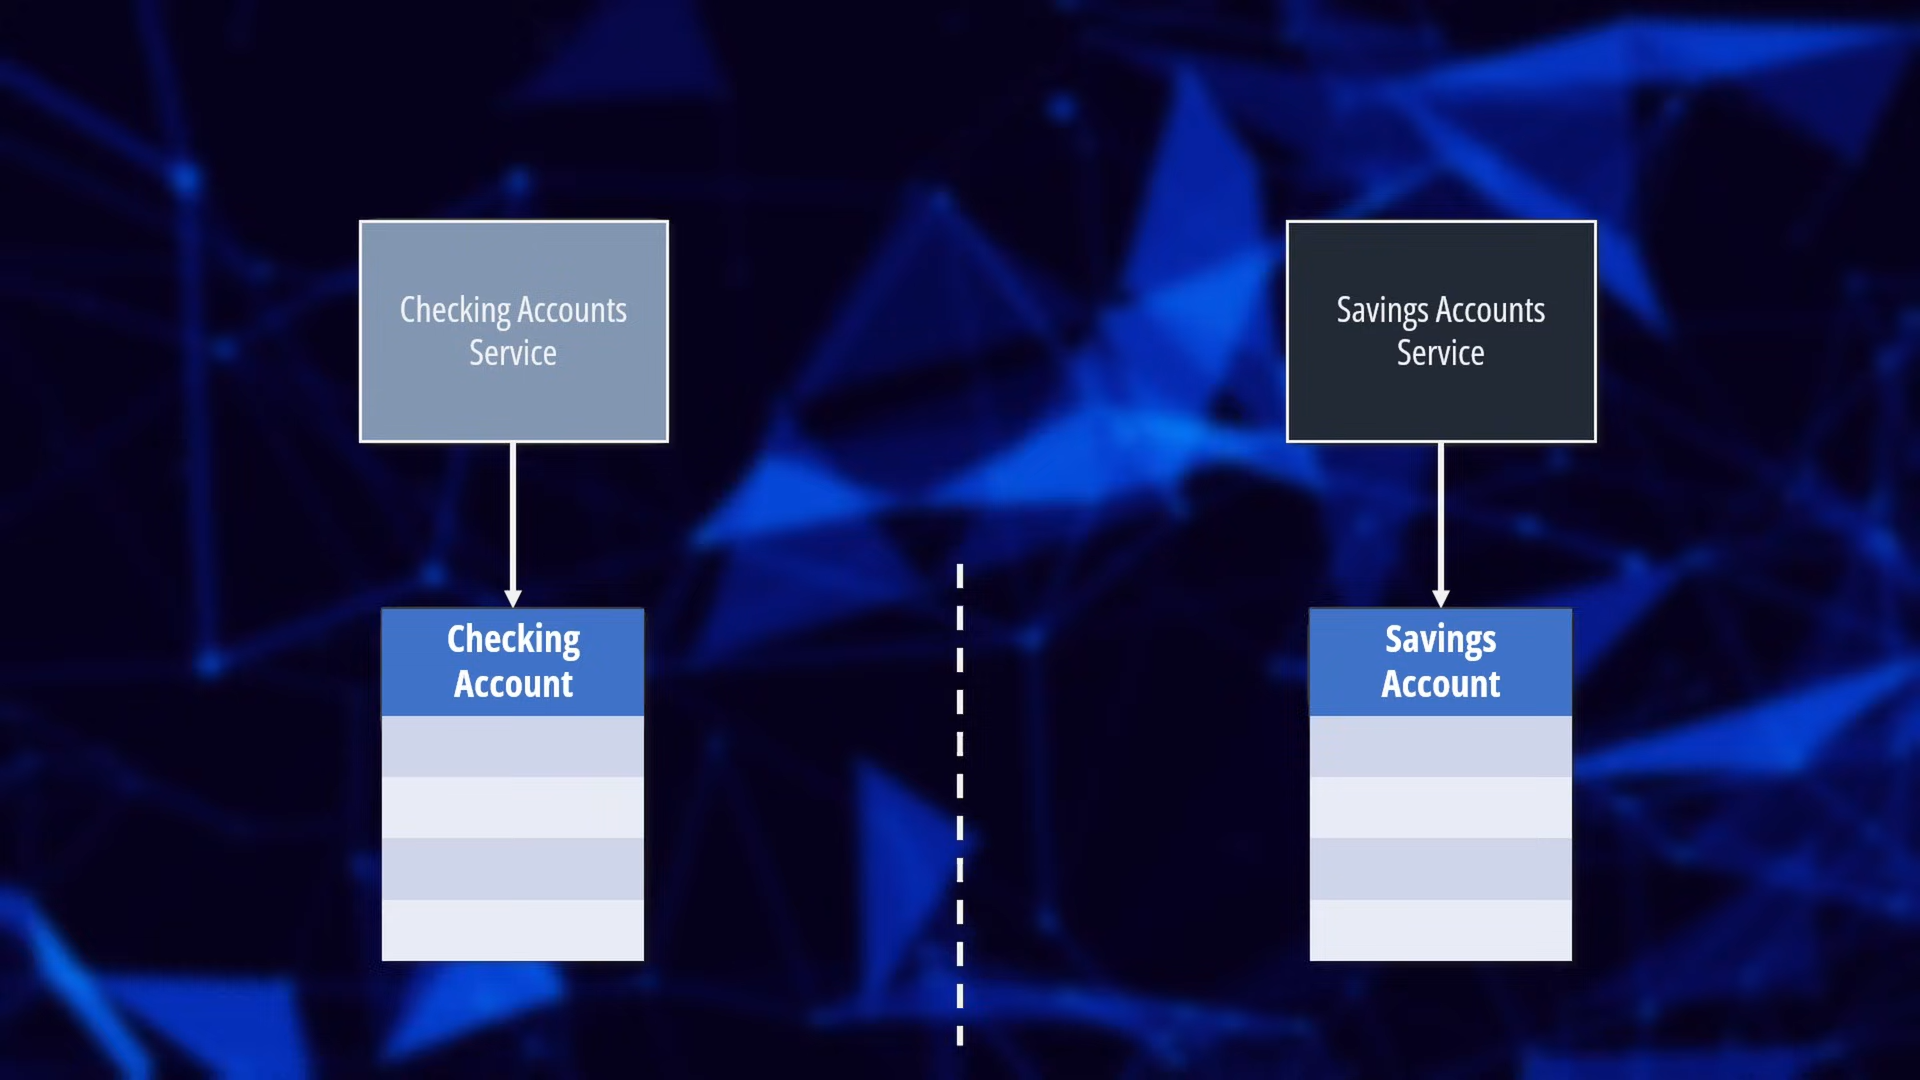 Checking Accounts
Service
Savings Accounts
Service
Checking
Account
Savings
Account